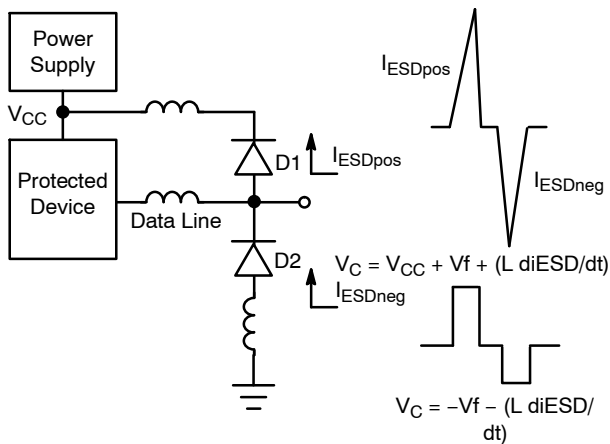 Power
Supply
V_CC
Protected
Device
Data Line
D1
I_ESDpos
D2
I_ESDneg
I_ESDpos
I_ESDneg
V_C = V_CC + Vf + (L diESD/dt)
V_C = −Vf − (L diESD/
dt)